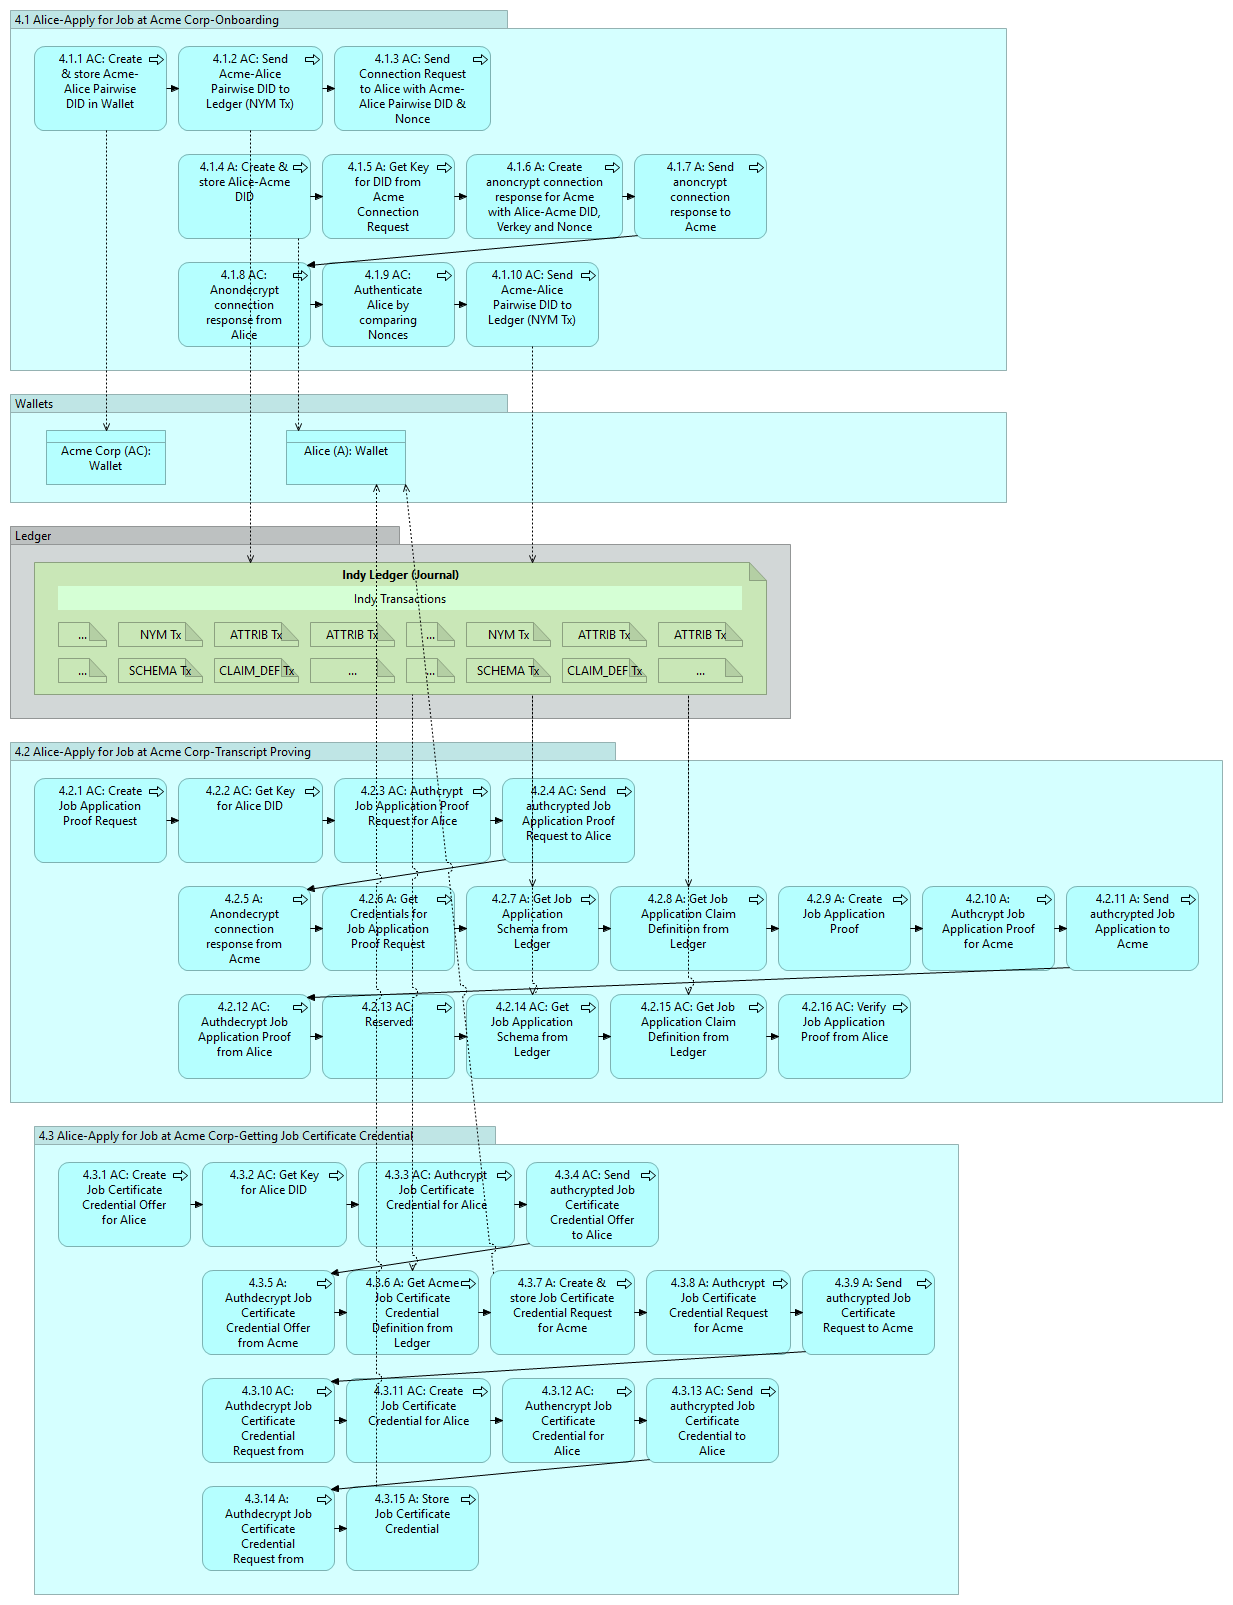 4.1 Alice-Apply for Job at Acme Corp-Onboarding
4.1.1 AC: Create
& store Acme-
Alice Pairwise
DID in Wallet
4.1.2 AC: Send
Acme-Alice
Pairwise DID to
Ledger (NYM Tx)
4.1.3 AC: Send
Connection Request
to Alice with Acme-
Alice Pairwise DID &
Nonce
4.1.4 A: Create &
store Alice-Acme
DID
4.1.5 A: Get Key
for DID from
Acme
Connection
Request
4.1.6 A: Create
anoncrypt connection
response for Acme
with Alice-Acme DID,
Verkey and Nonce
4.1.7 A: Send
anoncrypt
connection
response to
Acme
4.1.8 AC:
Anondecrypt
connection
response from
Alice
4.1.9 AC:
Authenticate
Alice by
comparing
Nonces
4.1.10 AC: Send
Acme-Alice
Pairwise DID to
Ledger (NYM Tx)
Wallets
Acme Corp (AC):
Wallet
Alice (A): Wallet
Ledger
Indy Ledger (Journal)
Indy Transactions
...
NYM Tx
ATTRIB Tx
ATTRIB Tx
...
NYM Tx
ATTRIB Tx
ATTRIB Tx
...
SCHEMA Tx
CLAIM_DEF Tx
...
...
SCHEMA Tx
CLAIM_DEF Tx
...
4.2 Alice-Apply for Job at Acme Corp-Transcript Proving
4.2.1 AC: Create
Job Application
Proof Request
4.2.2 AC: Get Key
for Alice DID
4.2.3 AC: Authcrypt
Job Application Proof
Request for Alice
4.2.4 AC: Send
authcrypted Job
Application Proof
Request to Alice
4.2.5 A:
Anondecrypt
connection
response from
Acme
4.2.6 A: Get
Credentials for
Job Application
Proof Request
4.2.7 A: Get Job
Application
Schema from
Ledger
4.2.8 A: Get Job
Application Claim
Definition from
Ledger
4.2.9 A: Create
Job Application
Proof
4.2.10 A:
Authcrypt Job
Application Proof
for Acme
4.2.11 A: Send
authcrypted Job
Application to
Acme
4.2.12 AC:
Authdecrypt Job
Application Proof
from Alice
4.2.13 AC:
Reserved
4.2.14 AC: Get
Job Application
Schema from
Ledger
4.2.15 AC: Get Job
Application Claim
Definition from
Ledger
4.2.16 AC: Verify
Job Application
Proof from Alice
4.3 Alice-Apply for Job at Acme Corp-Getting Job Certificate Credential
4.3.1 AC: Create
Job Certificate
Credential Offer
for Alice
4.3.2 AC: Get Key
for Alice DID
4.3.3 AC: Authcrypt
Job Certificate
Credential for Alice
4.3.4 AC: Send
authcrypted Job
Certificate
Credential Offer
to Alice
4.3.5 A:
Authdecrypt Job
Certificate
Credential Offer
from Acme
4.3.6 A: Get Acme
Job Certificate
Credential
Definition from
Ledger
4.3.7 A: Create &
store Job Certificate
Credential Request
for Acme
4.3.8 A: Authcrypt
Job Certificate
Credential Request
for Acme
4.3.9 A: Send
authcrypted Job
Certificate
Request to Acme
4.3.10 AC:
Authdecrypt Job
Certificate
Credential
Request from
4.3.11 AC: Create
Job Certificate
Credential for Alice
4.3.12 AC:
Authencrypt Job
Certificate
Credential for
Alice
4.3.13 AC: Send
authcrypted Job
Certificate
Credential to
Alice
4.3.14 A:
Authdecrypt Job
Certificate
Credential
Request from
4.3.15 A: Store
Job Certificate
Credential